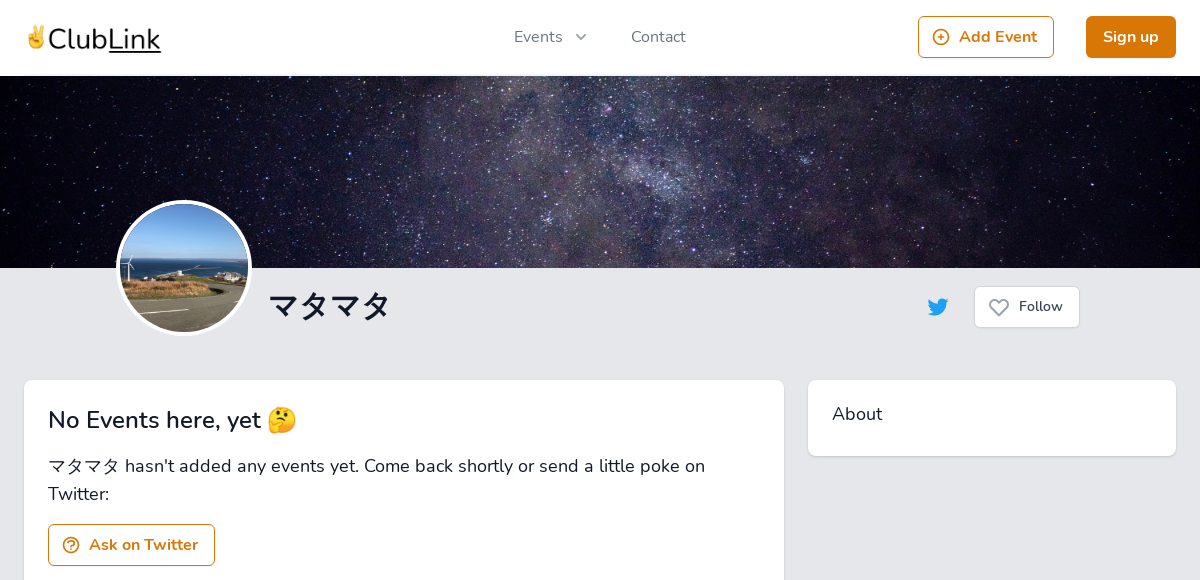 ✌️ClubLink
Events
Contact
Add Event
Sign up
マタマタ
Follow
No Events here, yet 🤔
マタマタ hasn't added any events yet. Come back shortly or send a little poke on
Twitter:
Ask on Twitter
About